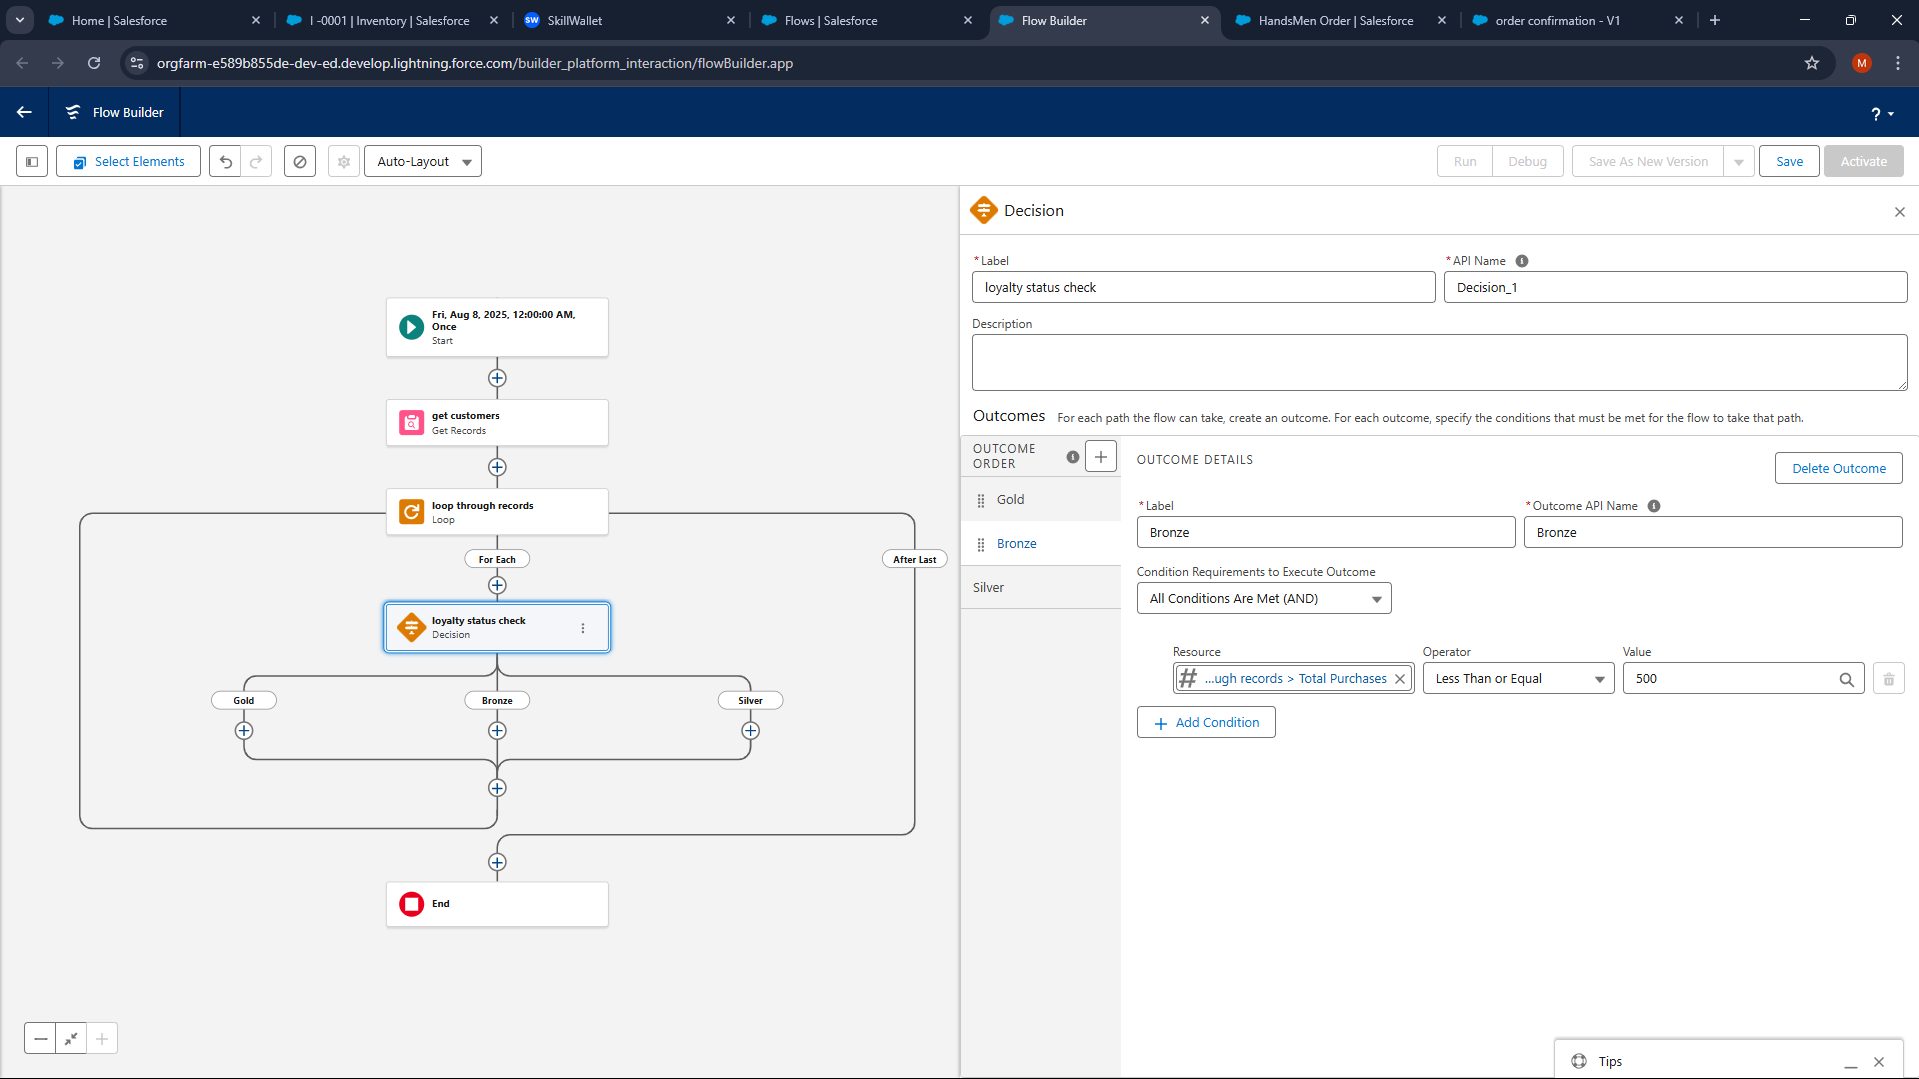 Home | Salesforce
I -0001 | Inventory | Salesforce
SW SkillWallet
Flows | Salesforce
Flow Builder
HandsMen Order | Salesforce
order confirmation - V1
orgfarm-e589b855de-dev-ed.develop.lightning.force.com/builder_platform_interaction/flowBuilder.app
M
Flow Builder
?
Select Elements
Auto-Layout
Run
Debug
Save As New Version
Save
Activate
Fri, Aug 8, 2025, 12:00:00 AM,
Once
Start
get customers
Get Records
loop through records
Loop
For Each
After Last
loyalty status check
Decision
Gold
Bronze
Silver
End
Decision
*Label
*API Name
loyalty status check
Decision_1
Description
Outcomes For each path the flow can take, create an outcome. For each outcome, specify the conditions that must be met for the flow to take that path.
OUTCOME
ORDER
Gold
Bronze
Silver
OUTCOME DETAILS
Delete Outcome
*Label
*Outcome API Name
Bronze
Bronze
Condition Requirements to Execute Outcome
All Conditions Are Met (AND)
Resource
Operator
Value
...ugh records > Total Purchases
Less Than or Equal
500
Add Condition
Tips